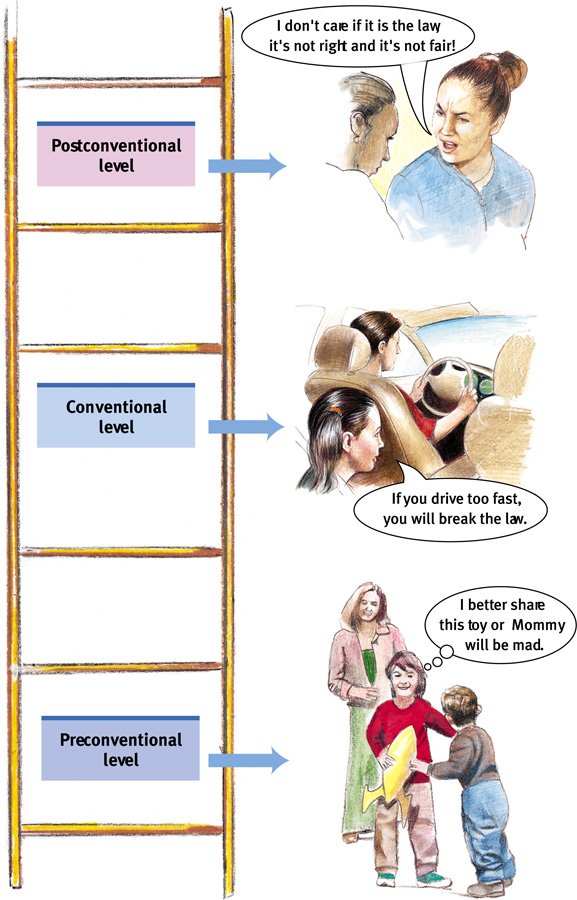 I don't care if it is the law,
it's not right and it's not fair!
Postconventional
level
Conventional
level
If you drive too fast,
you will break the law.
I better share
this toy or Mommy
will be mad.
Preconventional
level